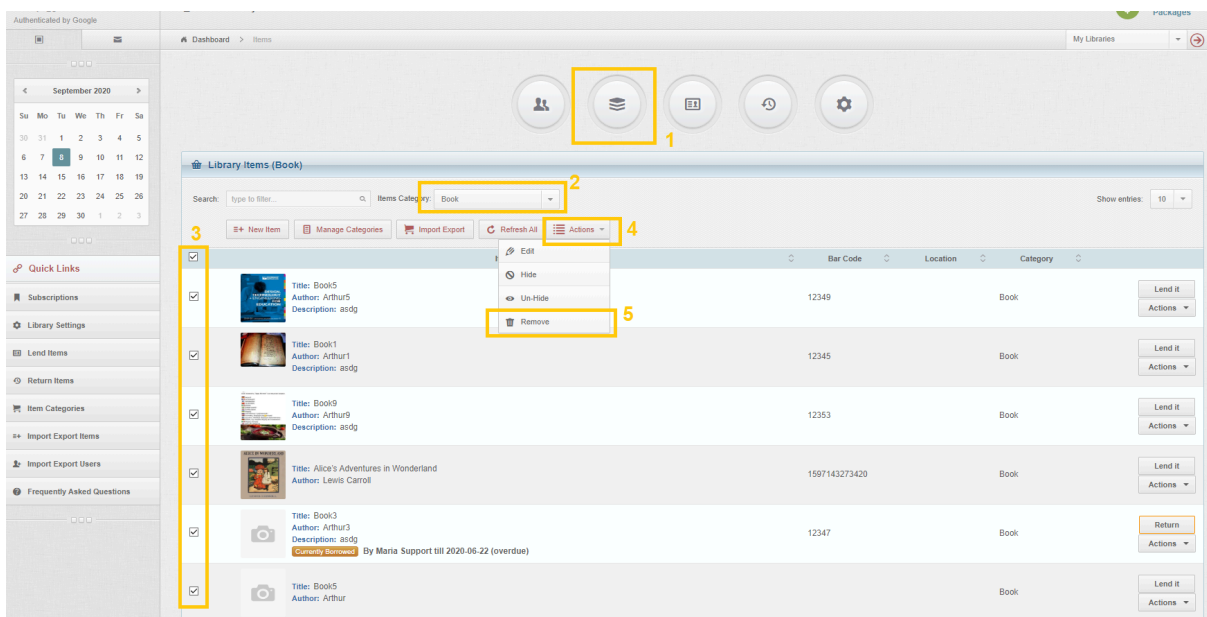 Authenticated by Google
Packages
Dashboard > Items
My Libraries
September 2020
Su Mo Tu We Th Fr Sa
30 31 1 2 3 4 5
6 7 8 9 10 11 12
13 14 15 16 17 18 19
20 21 22 23 24 25 26
27 28 29 30 1 2 3
1
Library Items (Book)
2
Search: type to filter... Items Category: Book
Show entries: 10
New Item Manage Categories Import Export Refresh All Actions 4
3
Edit
Hide
Un-Hide
Remove 5
Bar Code Location Category
Quick Links
Subscriptions
Library Settings
Lend Items
Return Items
Item Categories
Import Export Items
Import Export Users
Frequently Asked Questions
Title: Book5
Author: Arthur5
Description: asdg
12349 Book
Lend it
Actions
Title: Book1
Author: Arthur1
Description: asdg
12345 Book
Lend it
Actions
Title: Book9
Author: Arthur9
Description: asdg
12353 Book
Lend it
Actions
Title: Alice's Adventures in Wonderland
Author: Lewis Carroll
1597143273420 Book
Lend it
Actions
Title: Book3
Author: Arthur3
Description: asdg
Currently Borrowed By Maria Support till 2020-06-22 (overdue)
12347 Book
Return
Actions
Title: Book5
Author: Arthur
Book
Lend it
Actions